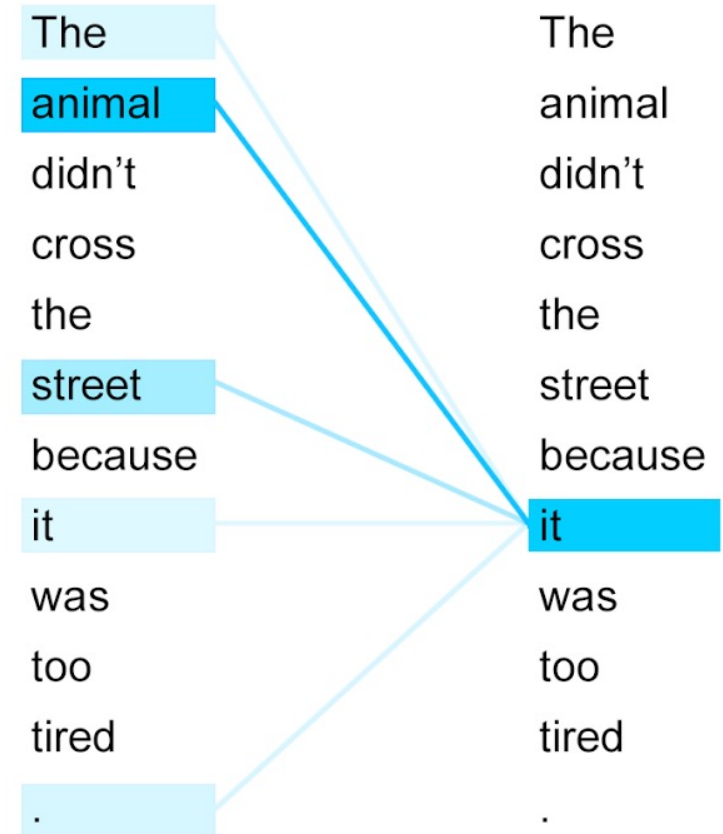 The
animal
didn’t
cross
the
street
because
it
was
too
tired
.
The
animal
didn’t
cross
the
street
because
it
was
too
tired
.